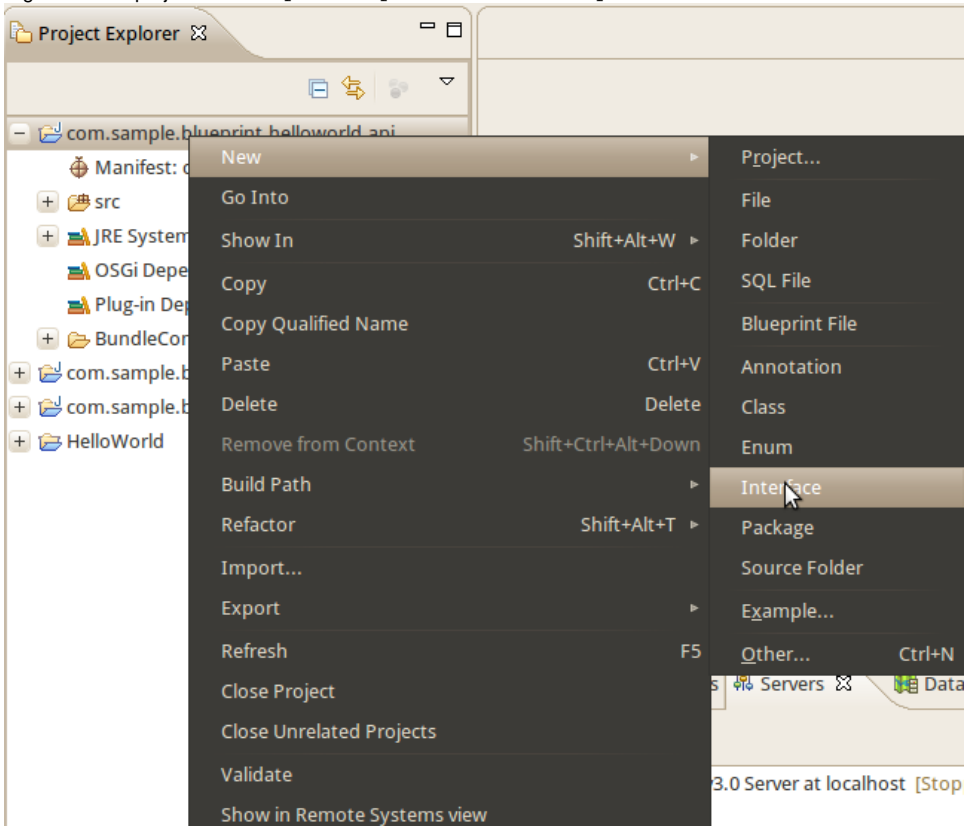 Project Explorer
com.sample.blueprint.helloworld.api
Manifest:
src
JRE System
OSGi Depe
Plug-in Dep
BundleCon
com.sample.b
com.sample.b
HelloWorld
New
Go Into
Show In Shift+Alt+W
Copy Ctrl+C
Copy Qualified Name
Paste Ctrl+V
Delete Delete
Remove from Context Shift+Ctrl+Alt+Down
Build Path
Refactor Shift+Alt+T
Import...
Export
Refresh F5
Close Project
Close Unrelated Projects
Validate
Show in Remote Systems view
Project...
File
Folder
SQL File
Blueprint File
Annotation
Class
Enum
Interface
Package
Source Folder
Example...
Other... Ctrl+N
s Servers Data
v3.0 Server at localhost [Stop